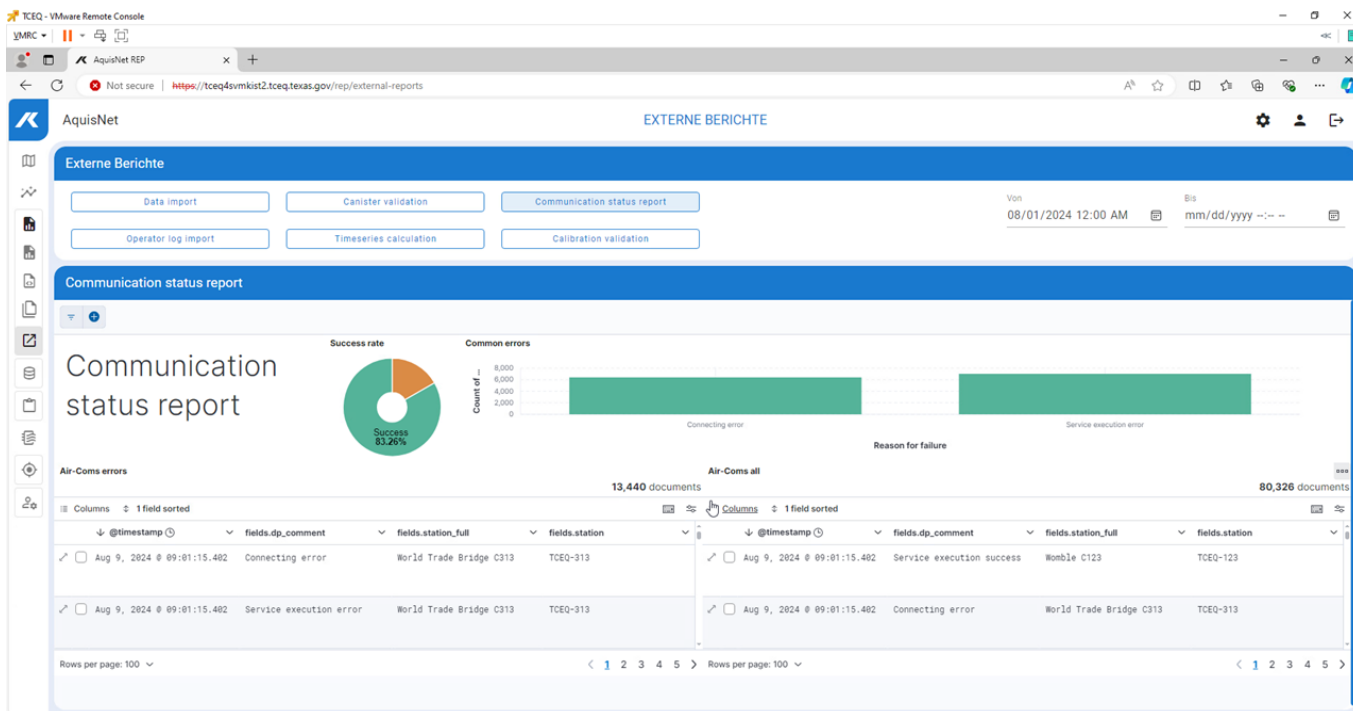 TCEQ - VMware Remote Console
VMRC
AquisNet REP
Not secure | https://tceq4svmkist2.tceq.texas.gov/rep/external-reports
AquisNet
EXTERNE BERICHTE
Externe Berichte
Data import
Canister validation
Communication status report
Von
08/01/2024 12:00 AM
Bis
mm/dd/yyyy --:-- --
Operator log import
Timeseries calculation
Calibration validation
Communication status report
Communication
status report
Success rate
Success
83.26%
Common errors
Count of ...
8,000
6,000
4,000
2,000
0
Connecting error
Service execution error
Reason for failure
Air-Coms errors
13,440 documents
Columns 1 field sorted
@timestamp fields.dp_comment fields.station_full fields.station
Aug 9, 2024 @ 09:01:15.402 Connecting error World Trade Bridge C313 TCEQ-313
Aug 9, 2024 @ 09:01:15.402 Service execution error World Trade Bridge C313 TCEQ-313
Rows per page: 100
1 2 3 4 5
Air-Coms all
80,326 documents
Columns 1 field sorted
@timestamp fields.dp_comment fields.station_full fields.station
Aug 9, 2024 @ 09:01:15.402 Service execution success Womble C123 TCEQ-123
Aug 9, 2024 @ 09:01:15.402 Connecting error World Trade Bridge C313 TCEQ-313
Rows per page: 100
1 2 3 4 5